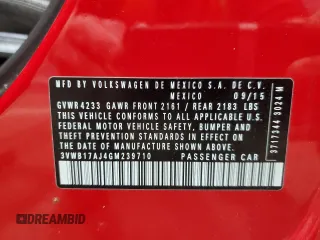 MFD. BY VOLKSWAGEN DE MEXICO S.A. DE C.V.
MEXICO 09/15
GVWR 4233 GAWR FRONT 2161 / REAR 2183 LBS
THIS VEHICLE CONFORMS TO ALL APPLICABLE U.S.
FEDERAL MOTOR VEHICLE SAFETY, BUMPER AND THEFT
PREVENTION STANDARDS IN EFFECT ON THE DATE OF
MANUFACTURE SHOWN ABOVE.
3VWB17AJ4GM239710 PASSENGER CAR
3717344 3024 M
DREAMBID